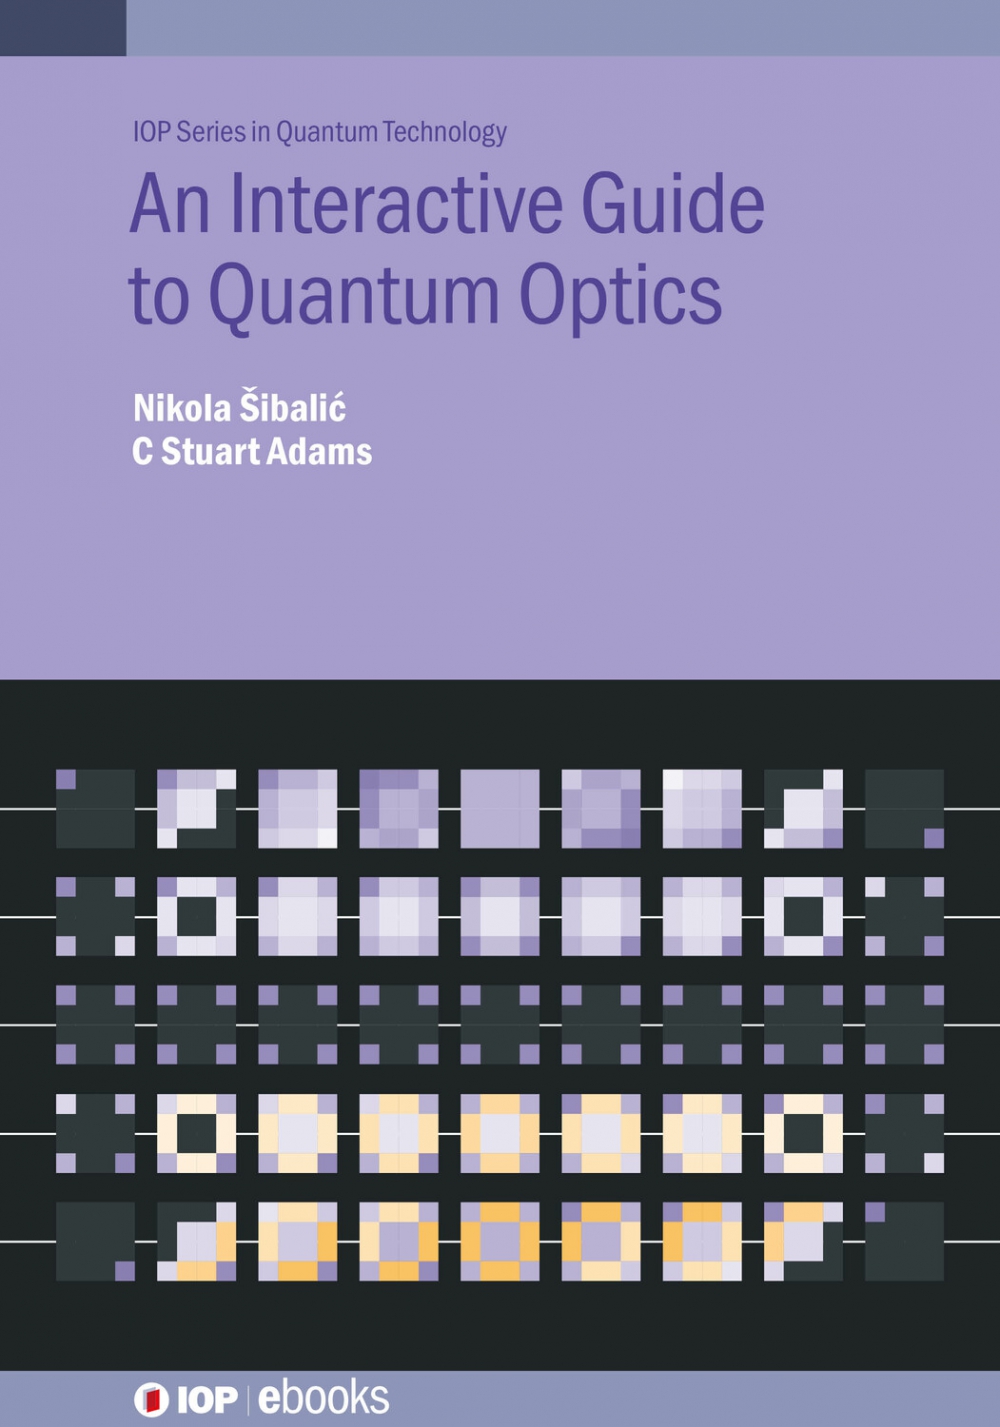 IOP Series in Quantum Technology
An Interactive Guide
to Quantum Optics
Nikola Šibalić
C Stuart Adams
IOP | ebooks